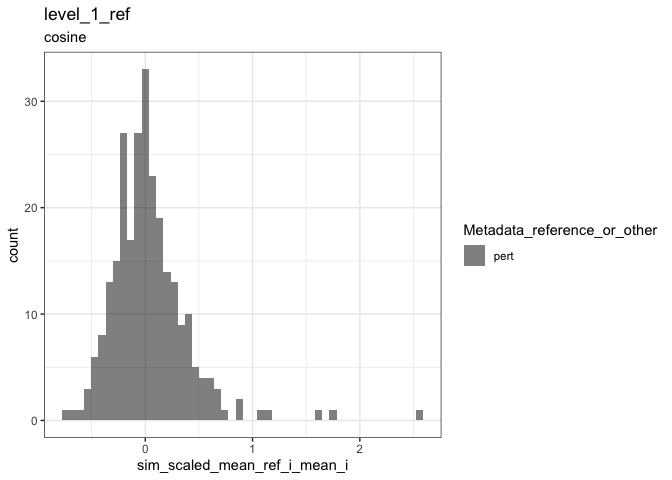 level_1_ref
cosine
count
30
20
10
0
0 1 2
sim_scaled_mean_ref_i_mean_i
Metadata_reference_or_other
pert